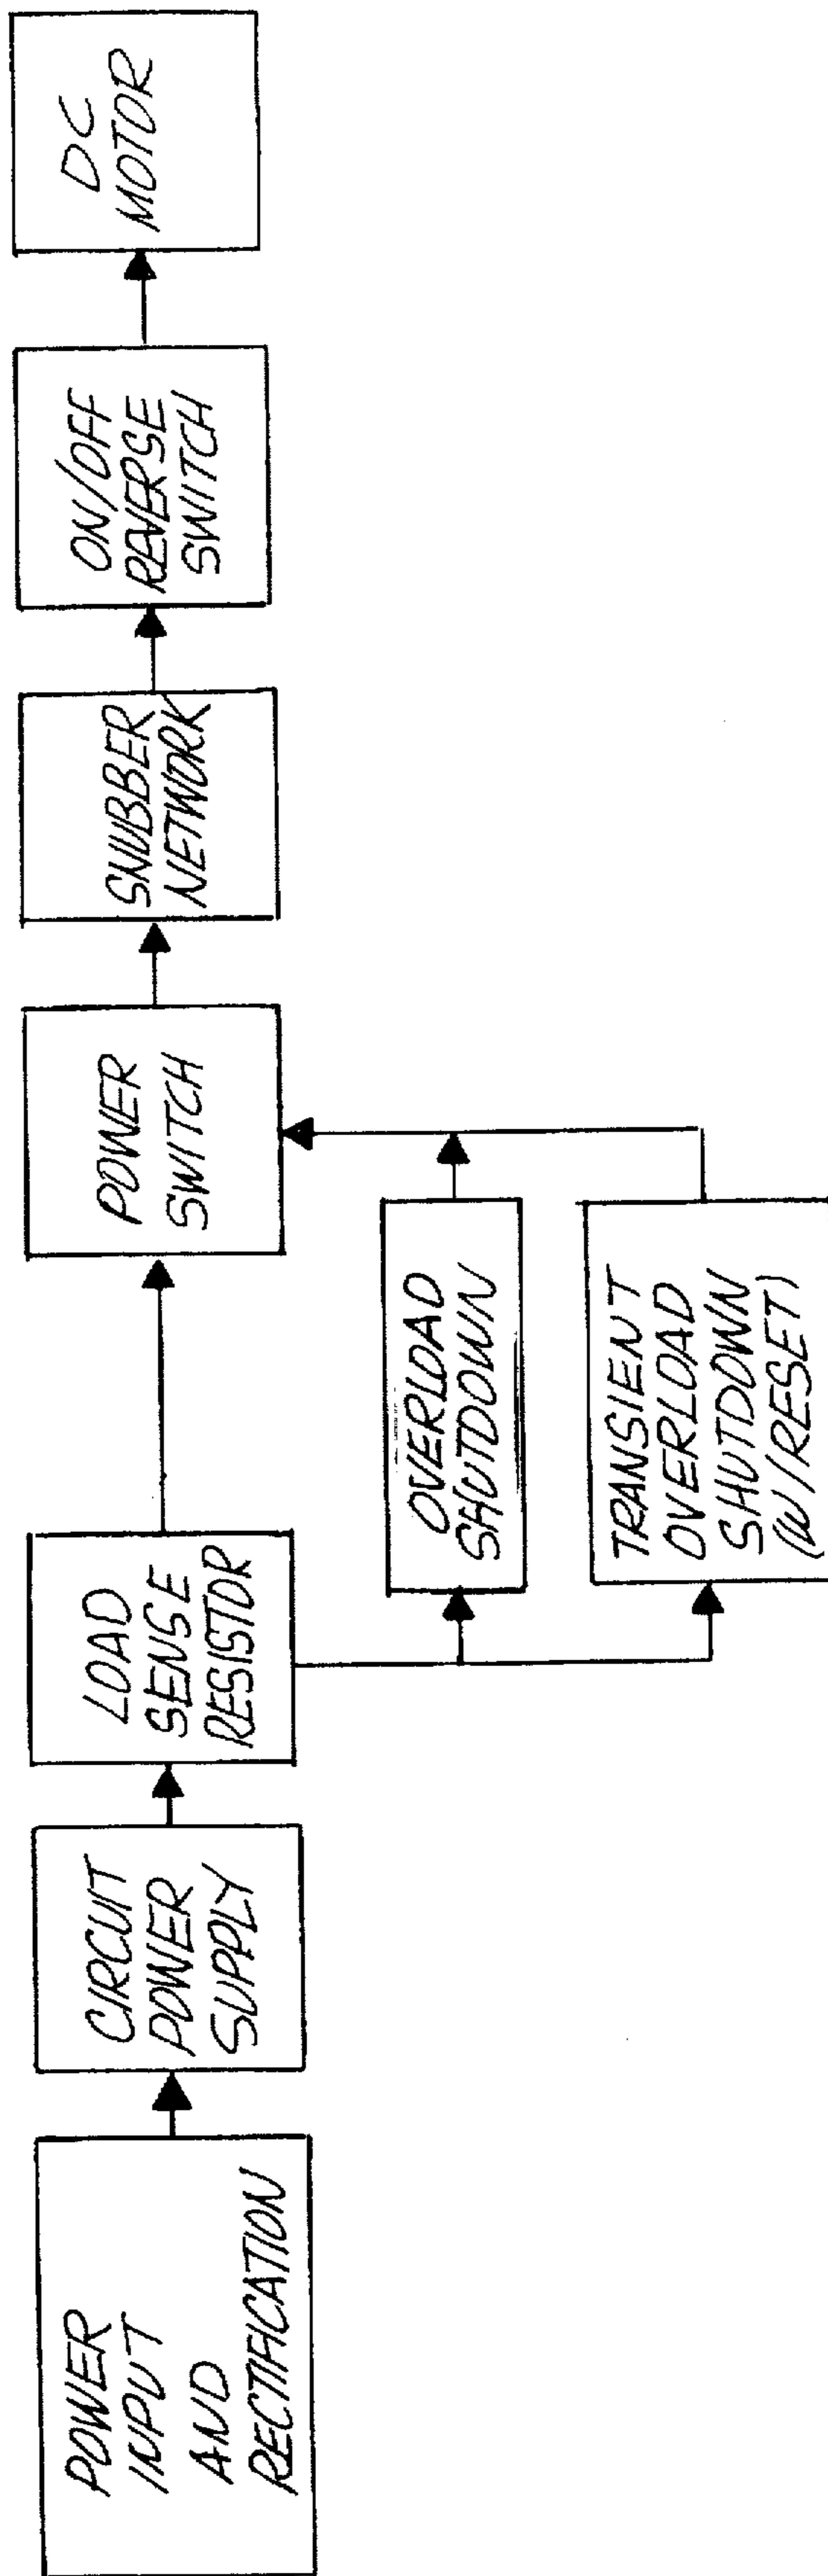 POWER
INPUT
AND
RECTIFICATION
CIRCUIT
POWER
SUPPLY
LOAD
SENSE
RESISTOR
POWER
SWITCH
SNUBBER
NETWORK
ON/OFF
REVERSE
SWITCH
DC
MOTOR
OVERLOAD
SHUTDOWN
TRANSIENT
OVERLOAD
SHUTDOWN
(W/RESET)